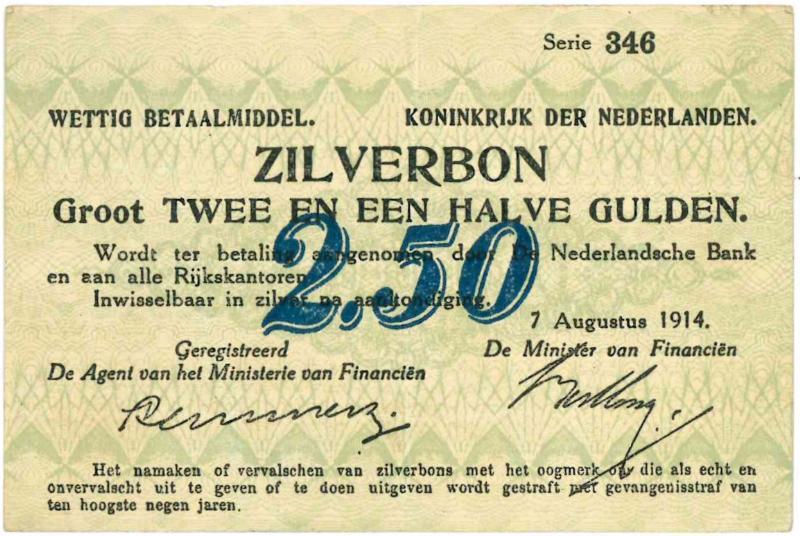 Serie 346
WETTIG BETAALMIDDEL. KONINKRIJK DER NEDERLANDEN.
ZILVERBON
Groot TWEE EN EEN HALVE GULDEN.
2.50
Wordt ter betaling aangenomen door De Nederlandsche Bank
en aan alle Rijkskantoren.
Inwisselbaar in zilver na aankondiging.
7 Augustus 1914.
Geregistreerd
De Agent van het Ministerie van Financiën
De Minister van Financiën
Het namaken of vervalschen van zilverbons met het oogmerk om die als echt en
onvervalscht uit te geven of te doen uitgeven wordt gestraft met gevangenisstraf van
ten hoogste negen jaren.